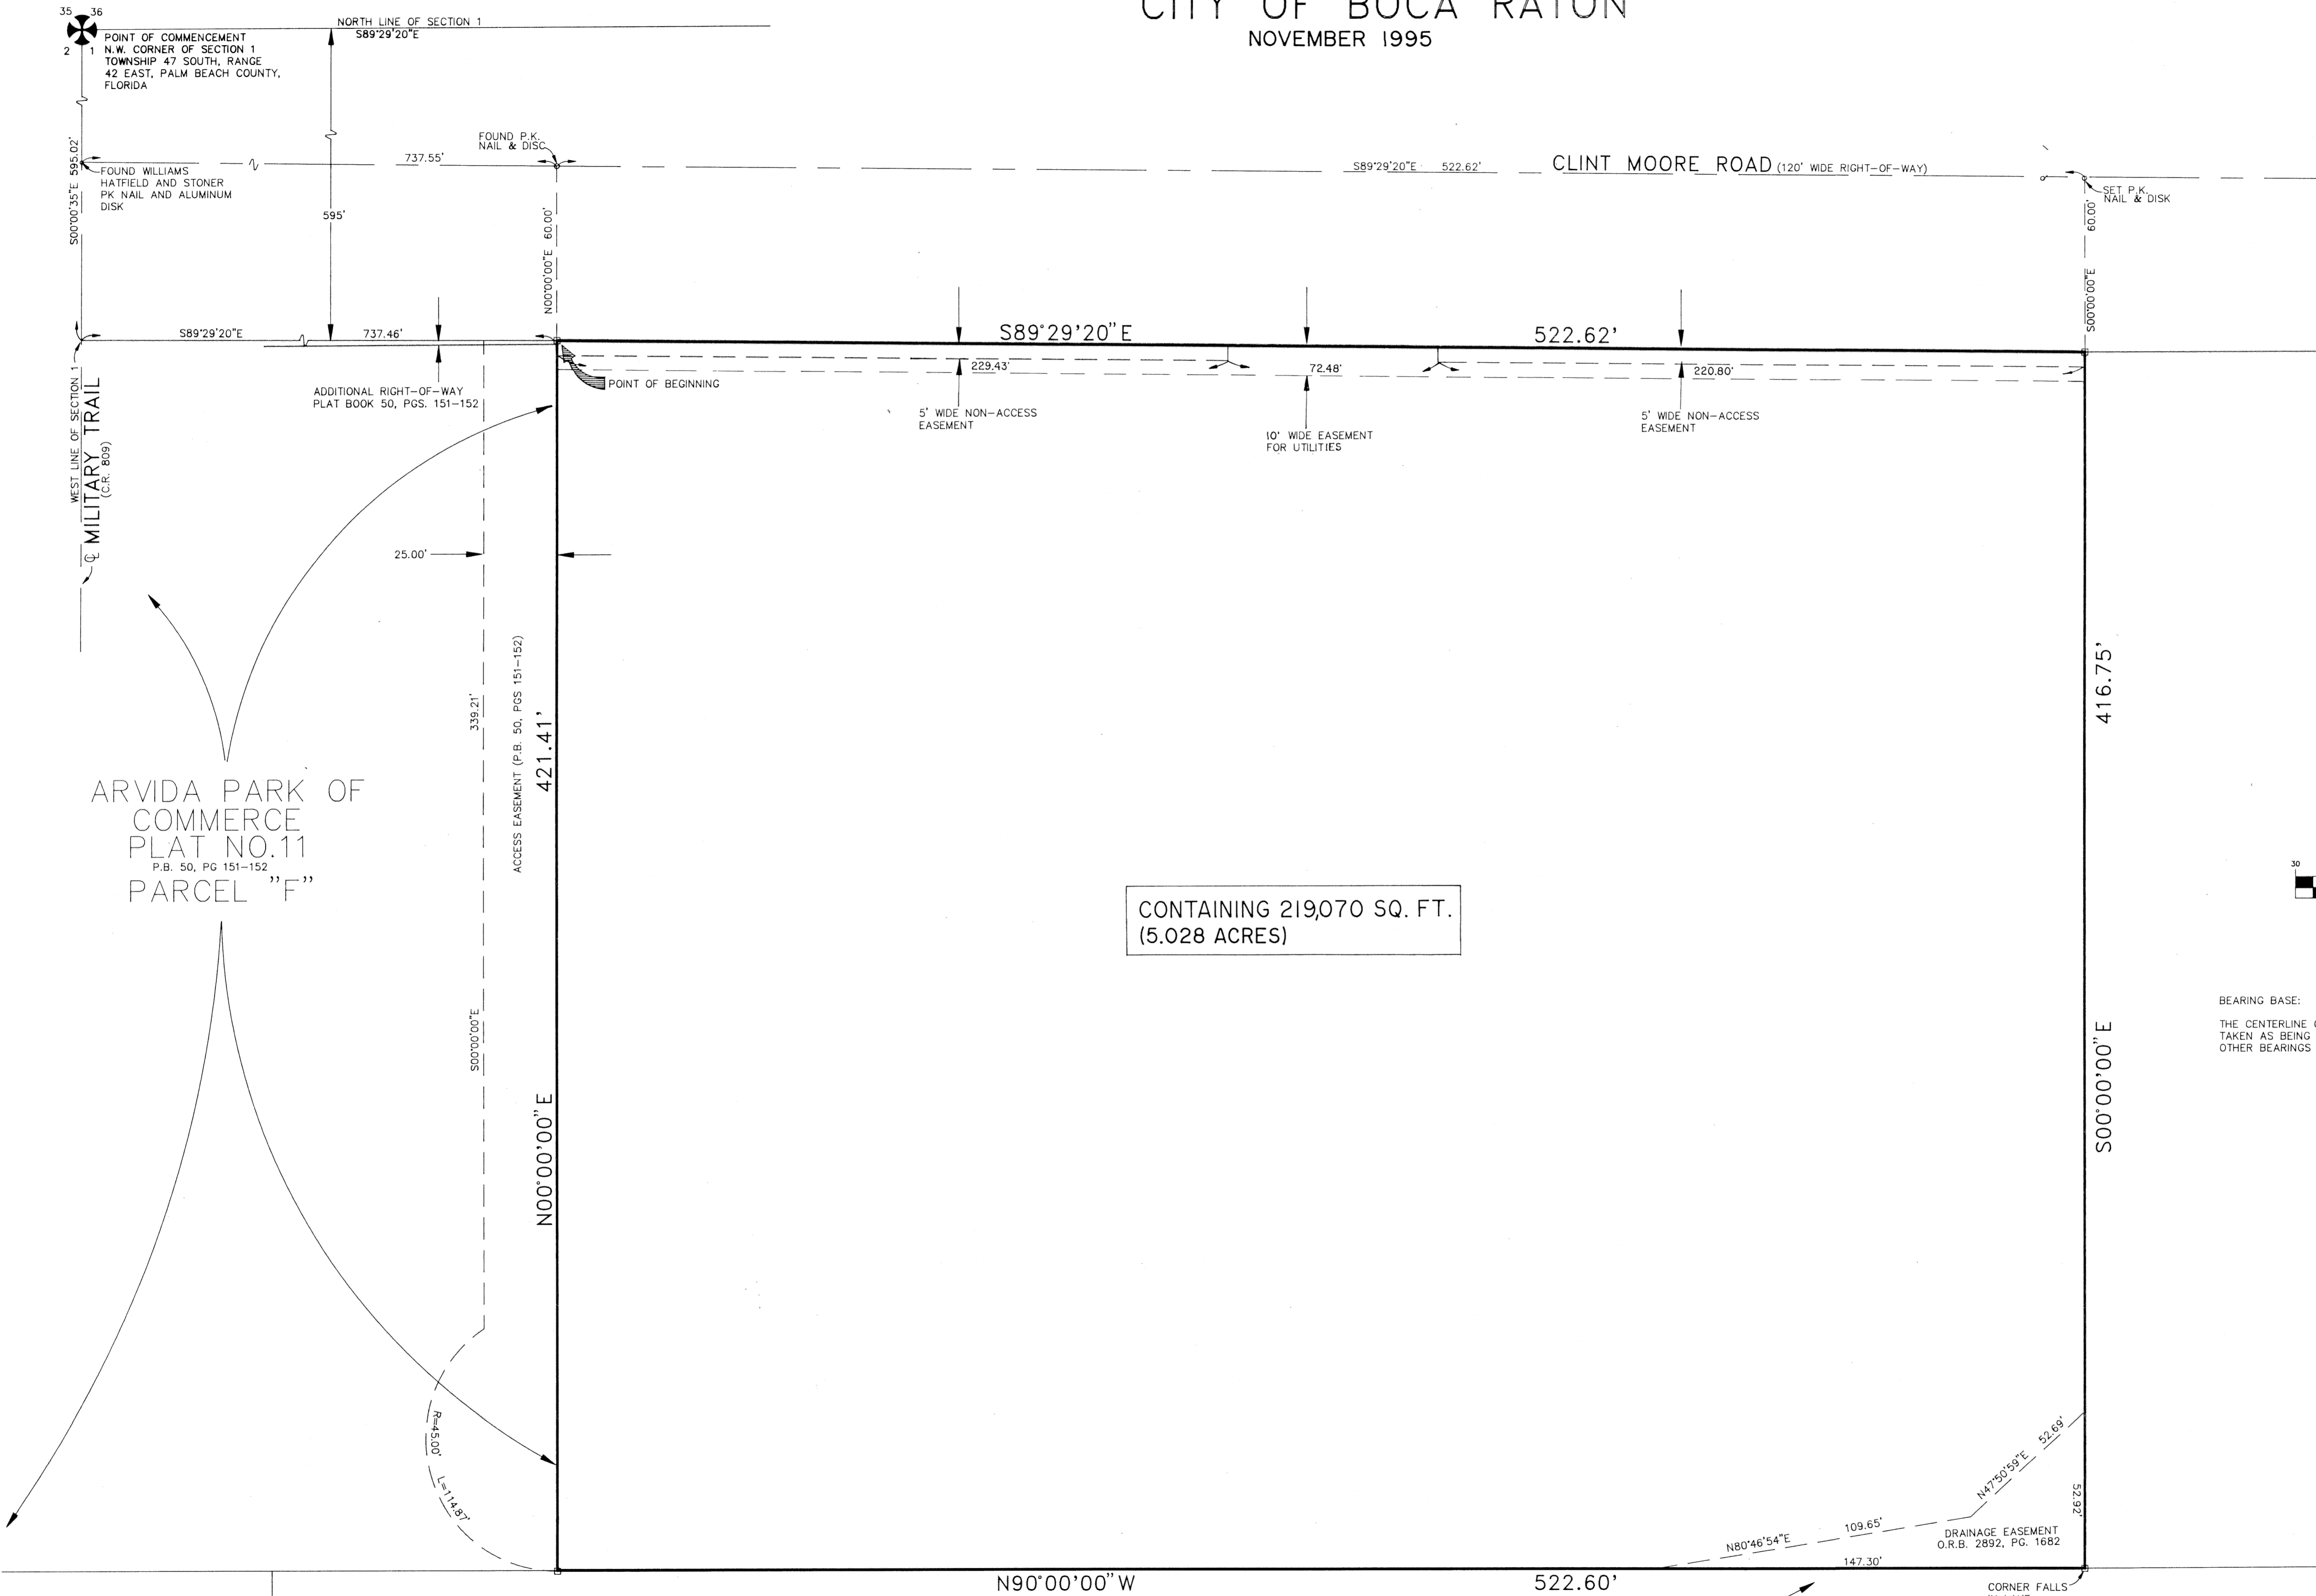 CITY OF BOCA RATON
NOVEMBER 1995
35 36
2 1
NORTH LINE OF SECTION 1
S89°29'20"E
POINT OF COMMENCEMENT
N.W. CORNER OF SECTION 1
TOWNSHIP 47 SOUTH, RANGE
42 EAST, PALM BEACH COUNTY,
FLORIDA
S00°00'35"E 595.02'
FOUND WILLIAMS
HATFIELD AND STONER
PK NAIL AND ALUMINUM
DISK
595'
737.55'
FOUND P.K.
NAIL & DISC
N00°00'00"E 60.00'
S89°29'20"E 522.62'
CLINT MOORE ROAD (120' WIDE RIGHT-OF-WAY)
SET P.K.
NAIL & DISK
60.00'
S00°00'00"E
S89°29'20"E 737.46'
S89°29'20"E 522.62'
ADDITIONAL RIGHT-OF-WAY
PLAT BOOK 50, PGS. 151-152
POINT OF BEGINNING
229.43'
72.48'
220.80'
5' WIDE NON-ACCESS
EASEMENT
10' WIDE EASEMENT
FOR UTILITIES
5' WIDE NON-ACCESS
EASEMENT
WEST LINE OF SECTION 1
℄ MILITARY TRAIL
(C.R. 809)
25.00'
339.21'
S00°00'00"E
ACCESS EASEMENT (P.B. 50, PGS 151-152)
421.41'
N00°00'00"E
416.75'
S00°00'00"E
ARVIDA PARK OF
COMMERCE
PLAT NO.11
P.B. 50, PG 151-152
PARCEL "F"
CONTAINING 219,070 SQ. FT.
(5.028 ACRES)
30
BEARING BASE:
THE CENTERLINE
TAKEN AS BEING
OTHER BEARINGS
R=45.00' L=114.87'
N47°50'59"E 52.69'
52.92'
N80°46'54"E 109.65'
DRAINAGE EASEMENT
O.R.B. 2892, PG. 1682
147.30'
N90°00'00"W 522.60'
CORNER FALLS